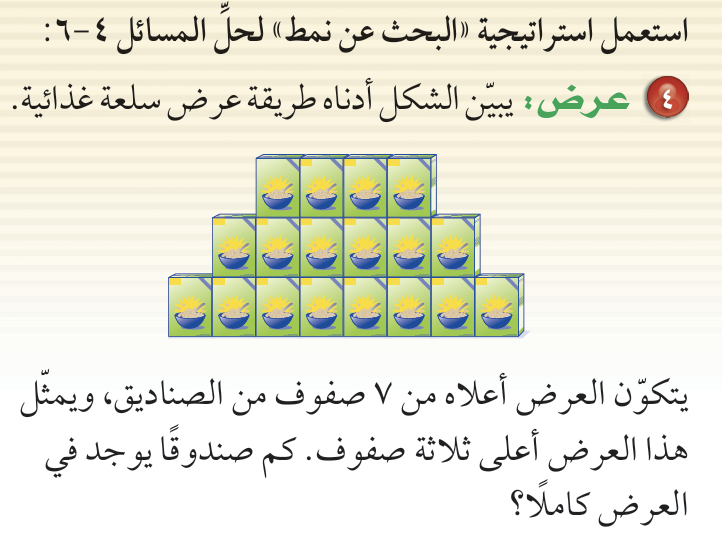 استعمل استراتيجية «البحث عن نمط» لحلِّ المسائل ٤-٦:
٤ عرض: يبيّن الشكل أدناه طريقة عرض سلعة غذائية.
يتكوّن العرض أعلاه من ٧ صفوف من الصناديق، ويمثّل
هذا العرض أعلى ثلاثة صفوف. كم صندوقًا يوجد في
العرض كاملًا؟